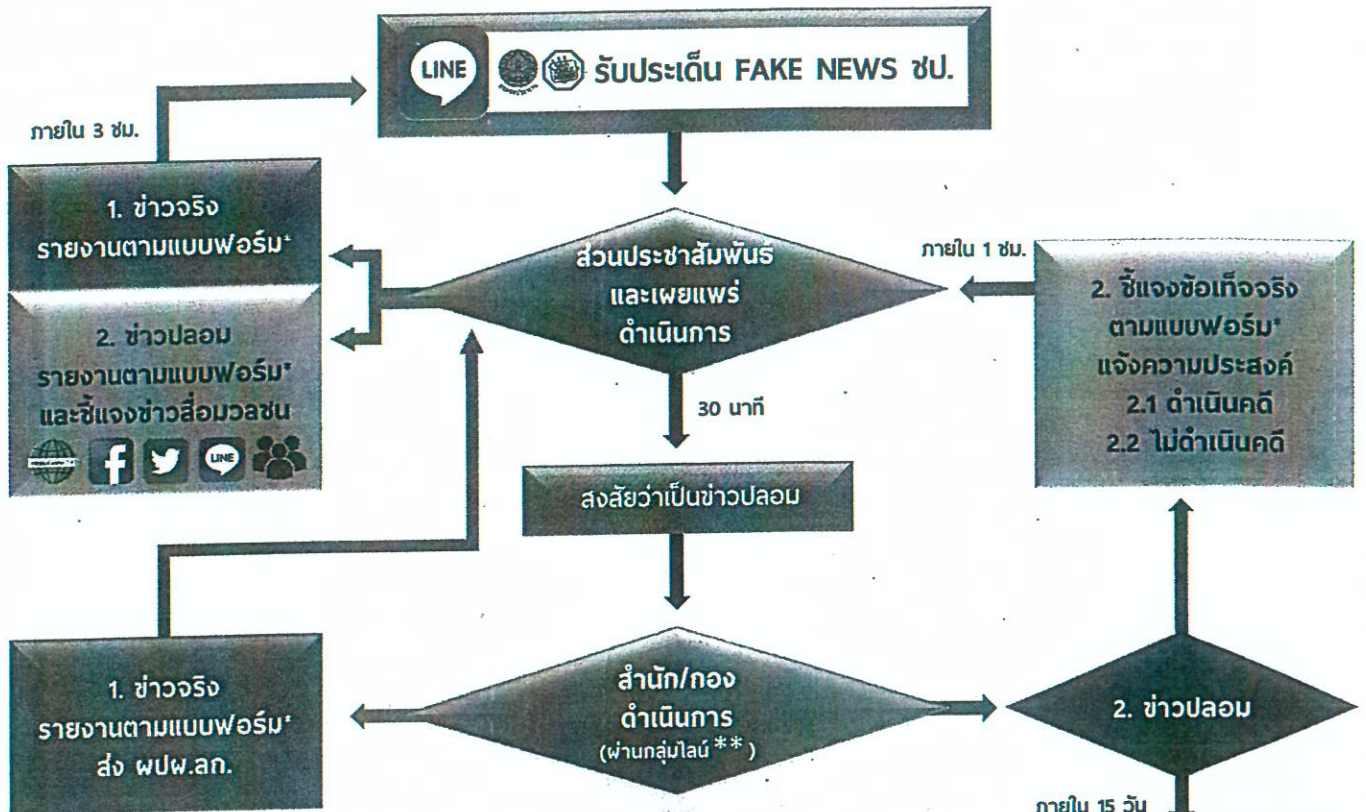 LINE
รับประเด็น FAKE NEWS ชป.
ภายใน 3 ชม.
1. ข่าวจริง
รายงานตามแบบฟอร์ม*
2. ข่าวปลอม
รายงานตามแบบฟอร์ม*
และชี้แจงข่าวสื่อมวลชน
LINE
ส่วนประชาสัมพันธ์
และเผยแพร่
ดำเนินการ
ภายใน 1 ชม.
2. ชี้แจงข้อเท็จจริง
ตามแบบฟอร์ม*
แจ้งความประสงค์
2.1 ดำเนินคดี
2.2 ไม่ดำเนินคดี
30 นาที
สงสัยว่าเป็นข่าวปลอม
1. ข่าวจริง
รายงานตามแบบฟอร์ม*
ส่ง ผปผ.ลก.
สำนัก/กอง
ดำเนินการ
(ผ่านกลุ่มไลน์ **)
2. ข่าวปลอม
ภายใน 15 วัน